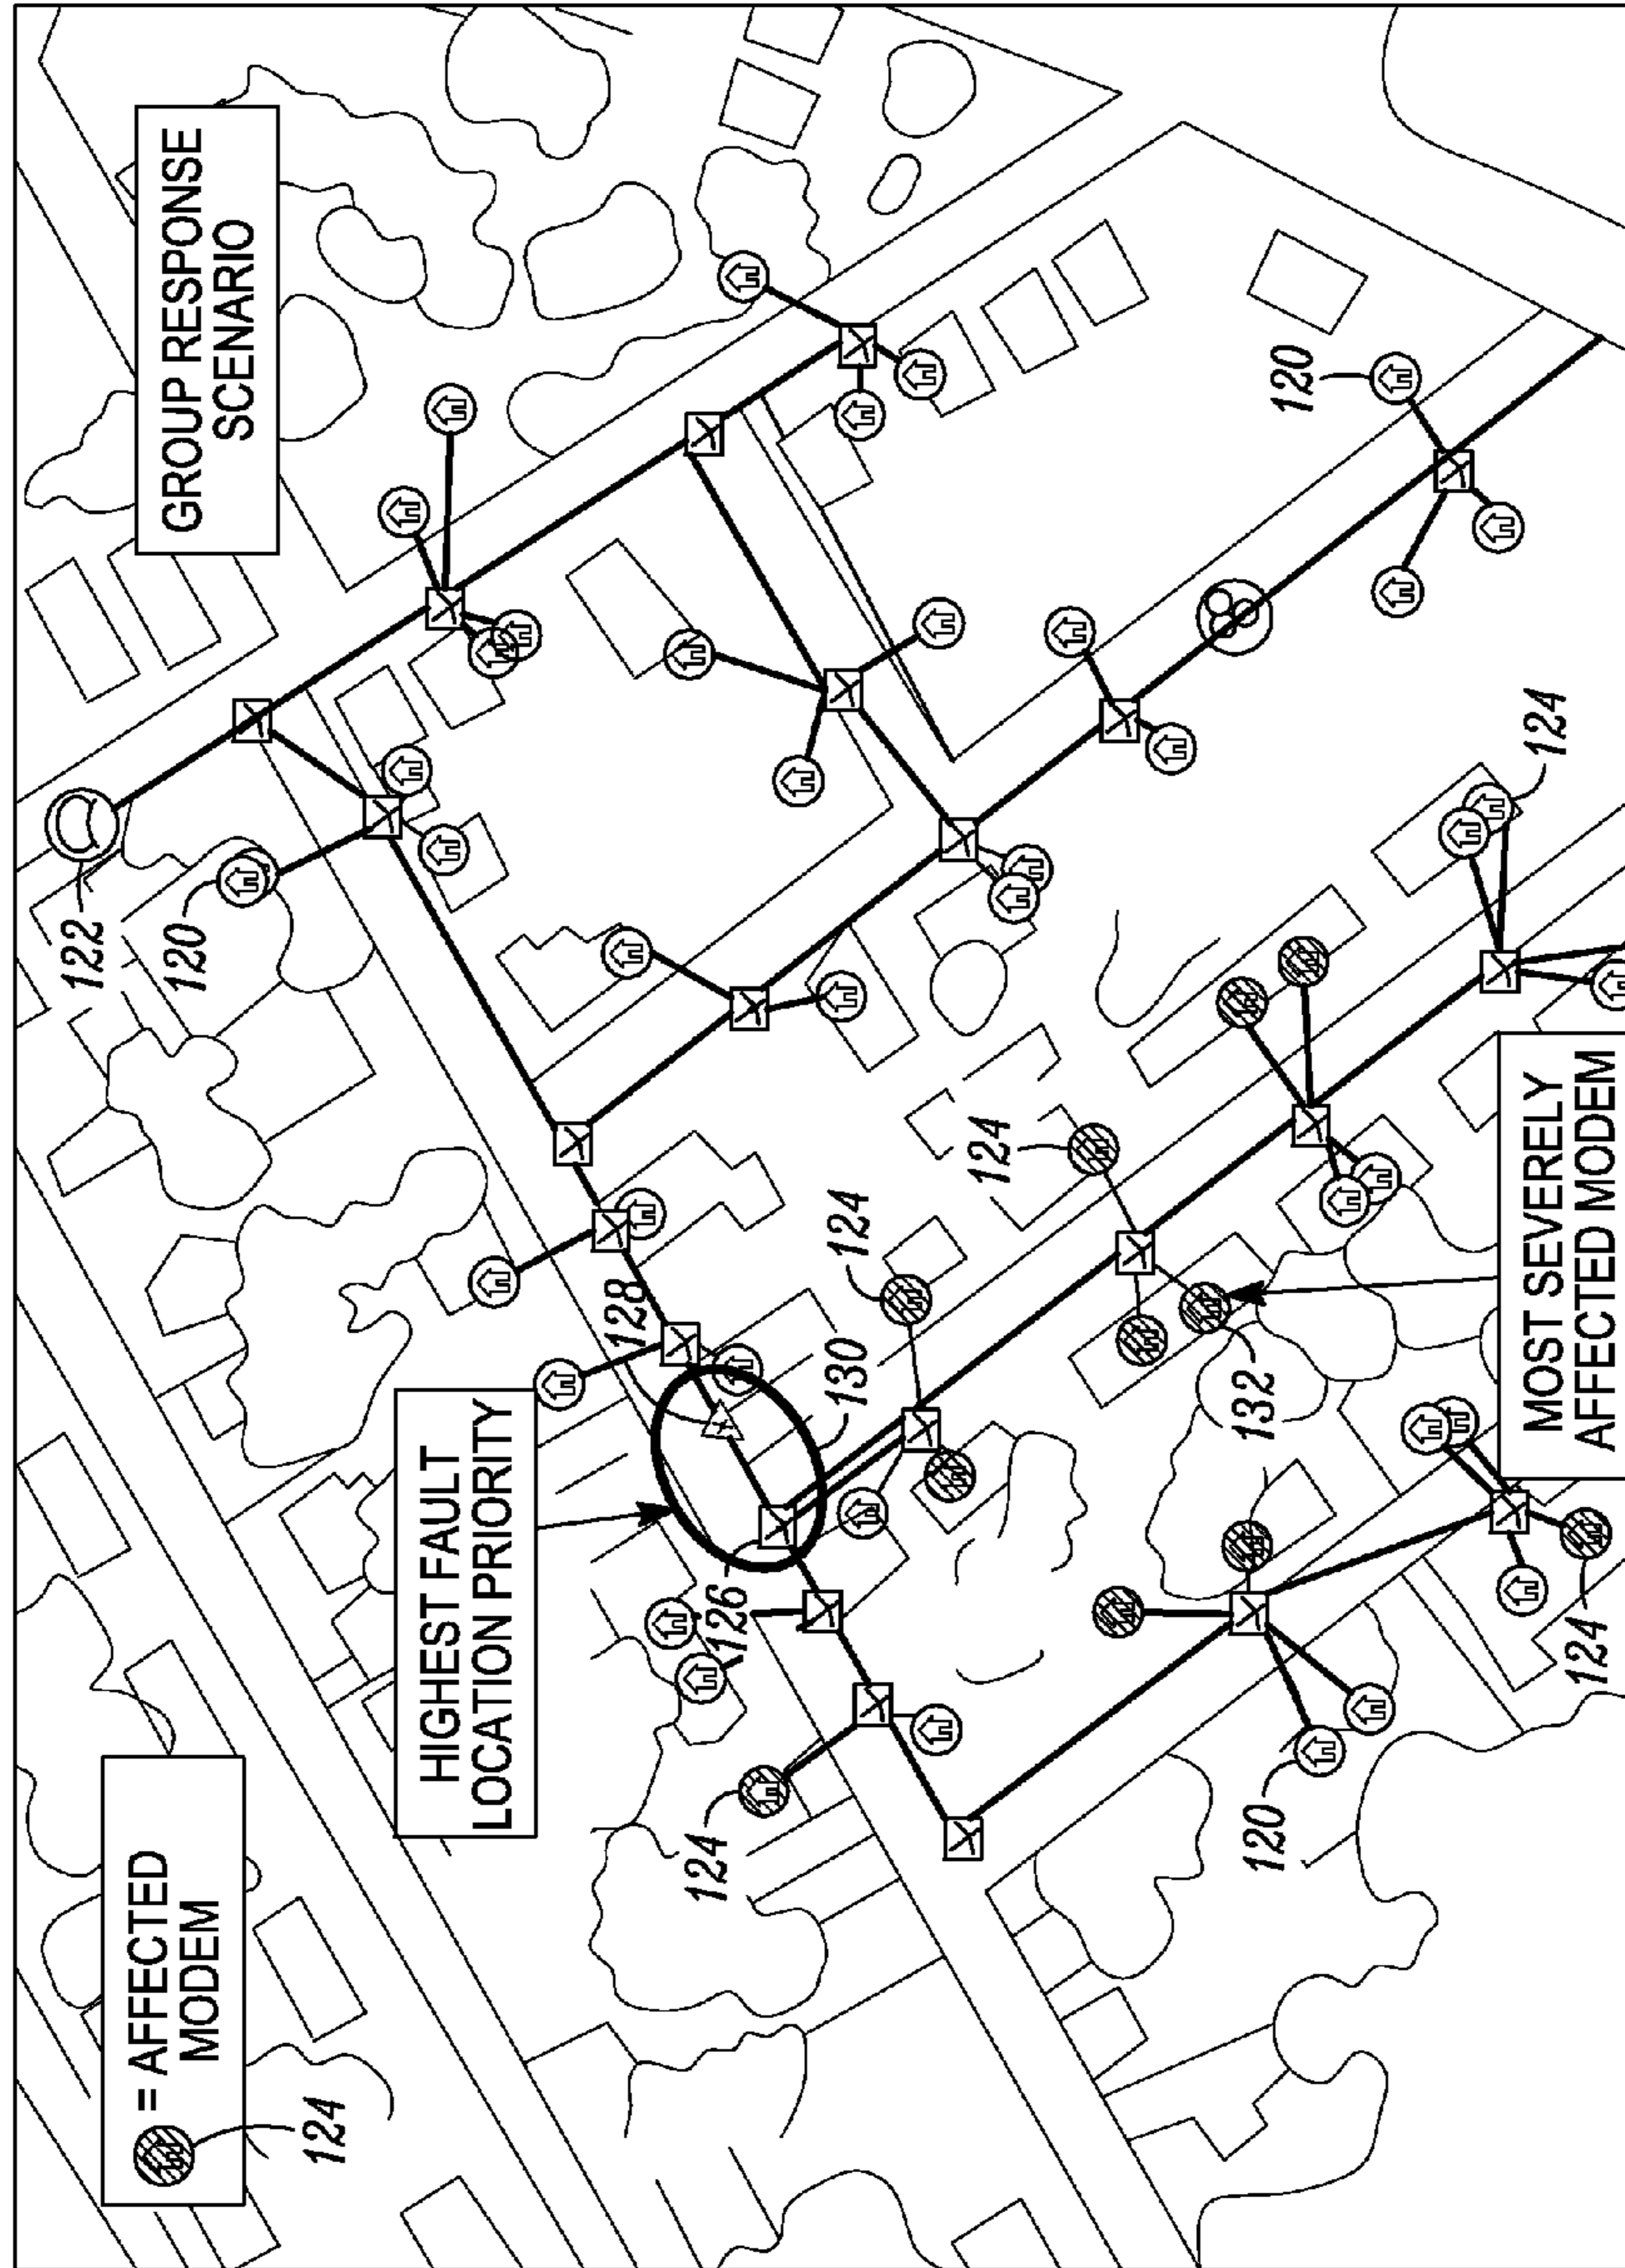 = AFFECTED
MODEM
124
GROUP RESPONSE
SCENARIO
122
120
HIGHEST FAULT
LOCATION PRIORITY
128
124
126
130
124
124
132
120
120
124
124
MOST SEVERELY
AFFECTED MODEM